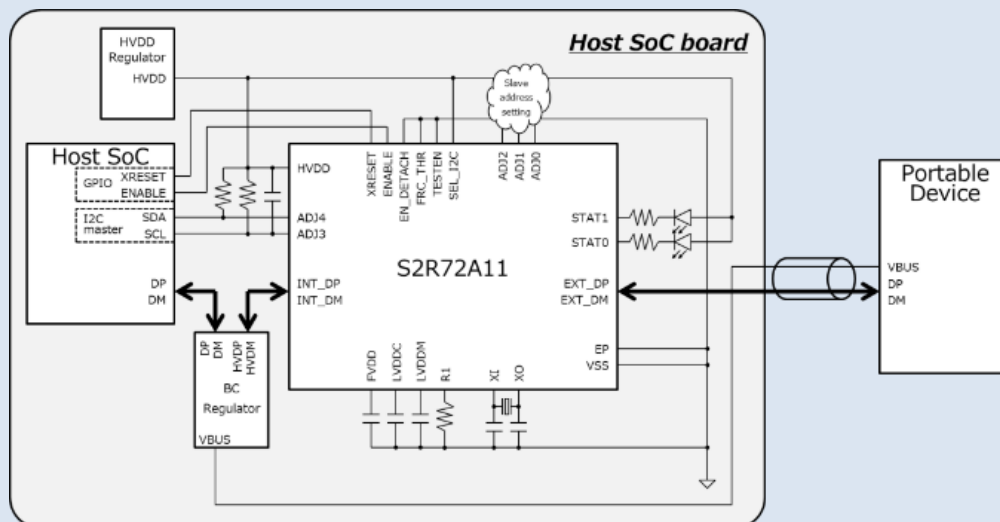 Host SoC board
HVDD
Regulator
HVDD
Slave
address
setting
Host SoC
GPIO
XRESET
ENABLE
I2C
master
SDA
SCL
DP
DM
HVDD
XRESET
ENABLE
EN_DETACH
FRC_THR
TESTEN
SEL_I2C
ADJ2
ADJ1
ADJ0
ADJ4
ADJ3
STAT1
STAT0
S2R72A11
INT_DP
INT_DM
EXT_DP
EXT_DM
EP
VSS
FVDD
LVDDC
LVDDM
R1
XI
XO
DP
DM
HVDP
HVDM
BC
Regulator
VBUS
Portable
Device
VBUS
DP
DM